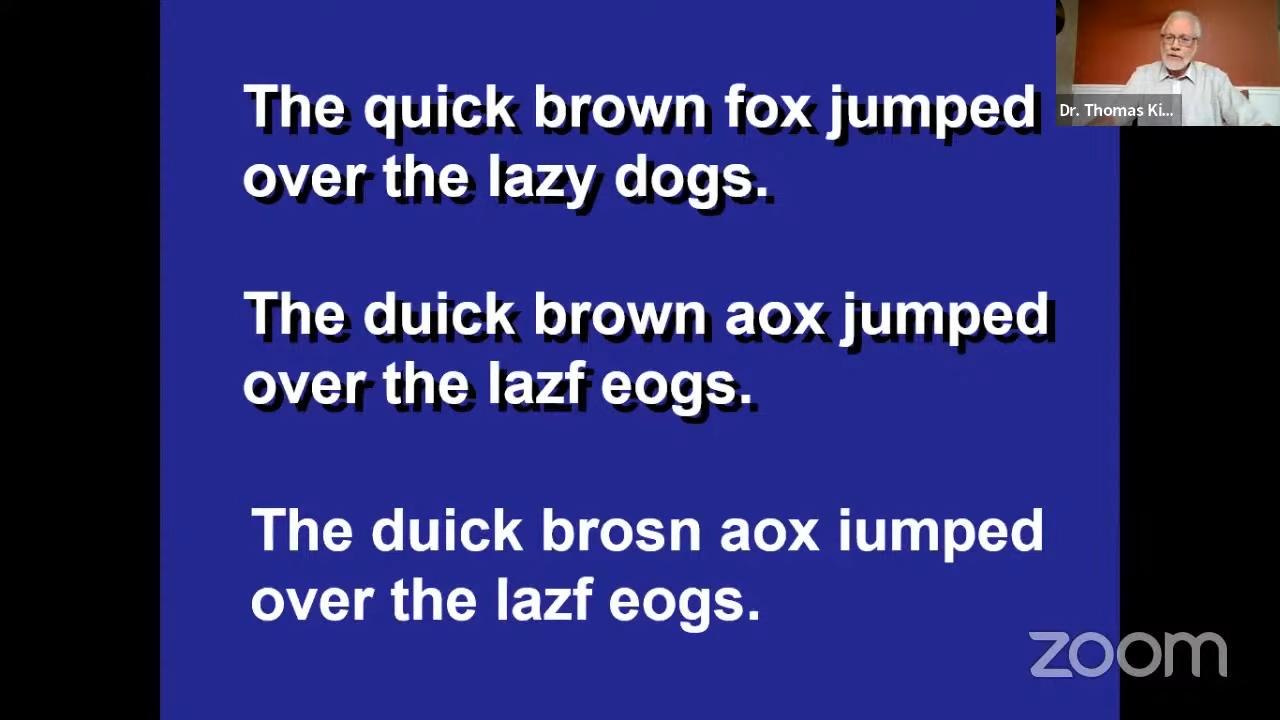 The quick brown fox jumped
over the lazy dogs.
The duick brown aox jumped
over the lazf eogs.
The duick brosn aox iumped
over the lazf eogs.
Dr. Thomas Ki...
zoom